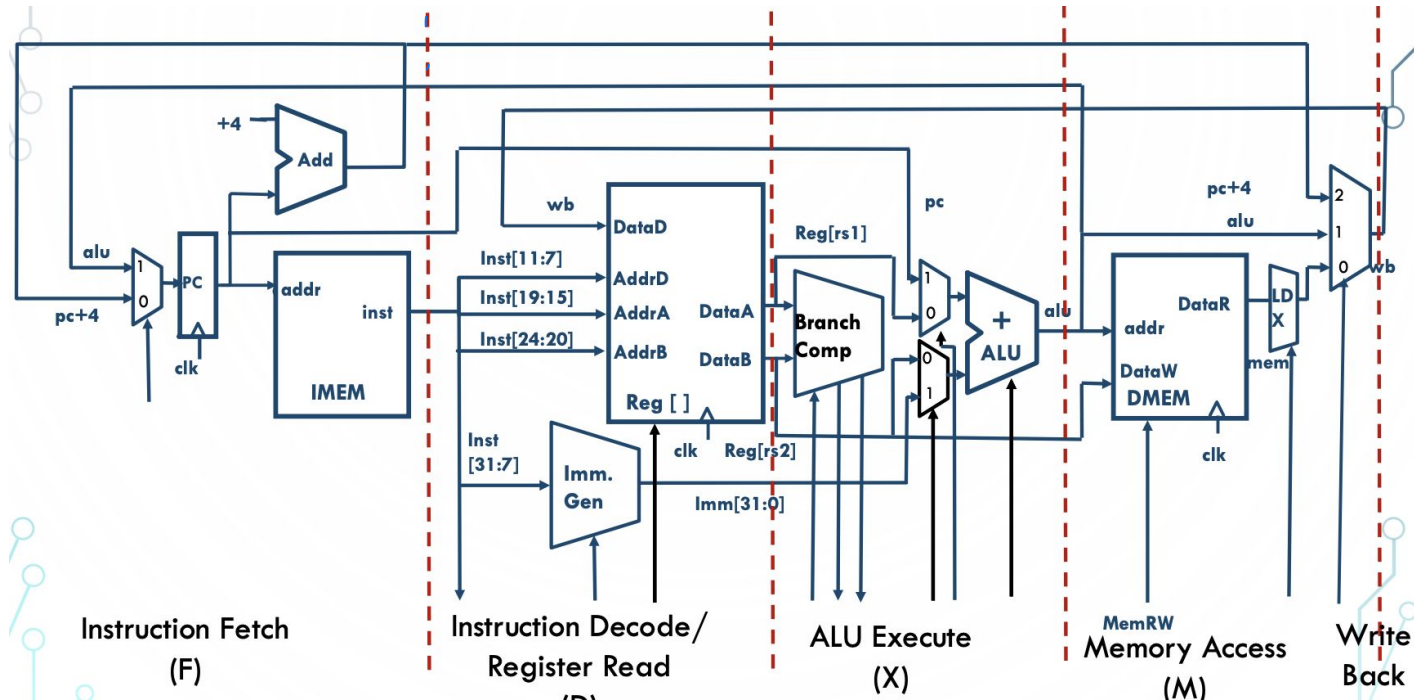 +4
Add
alu
1
0
pc+4
PC
clk
addr
inst
IMEM
wb
Inst[11:7]
Inst[19:15]
Inst[24:20]
Inst
[31:7]
DataD
AddrD
AddrA
AddrB
DataA
DataB
Reg [ ]
clk
Imm.
Gen
Imm[31:0]
Reg[rs1]
Reg[rs2]
Branch
Comp
pc
1
0
0
1
+
ALU
alu
addr
DataW
DataR
DMEM
clk
LD
X
mem
pc+4
alu
2
1
0
wb
MemRW
Instruction Fetch
(F)
Instruction Decode/
Register Read
ALU Execute
(X)
Memory Access
(M)
Write
Back